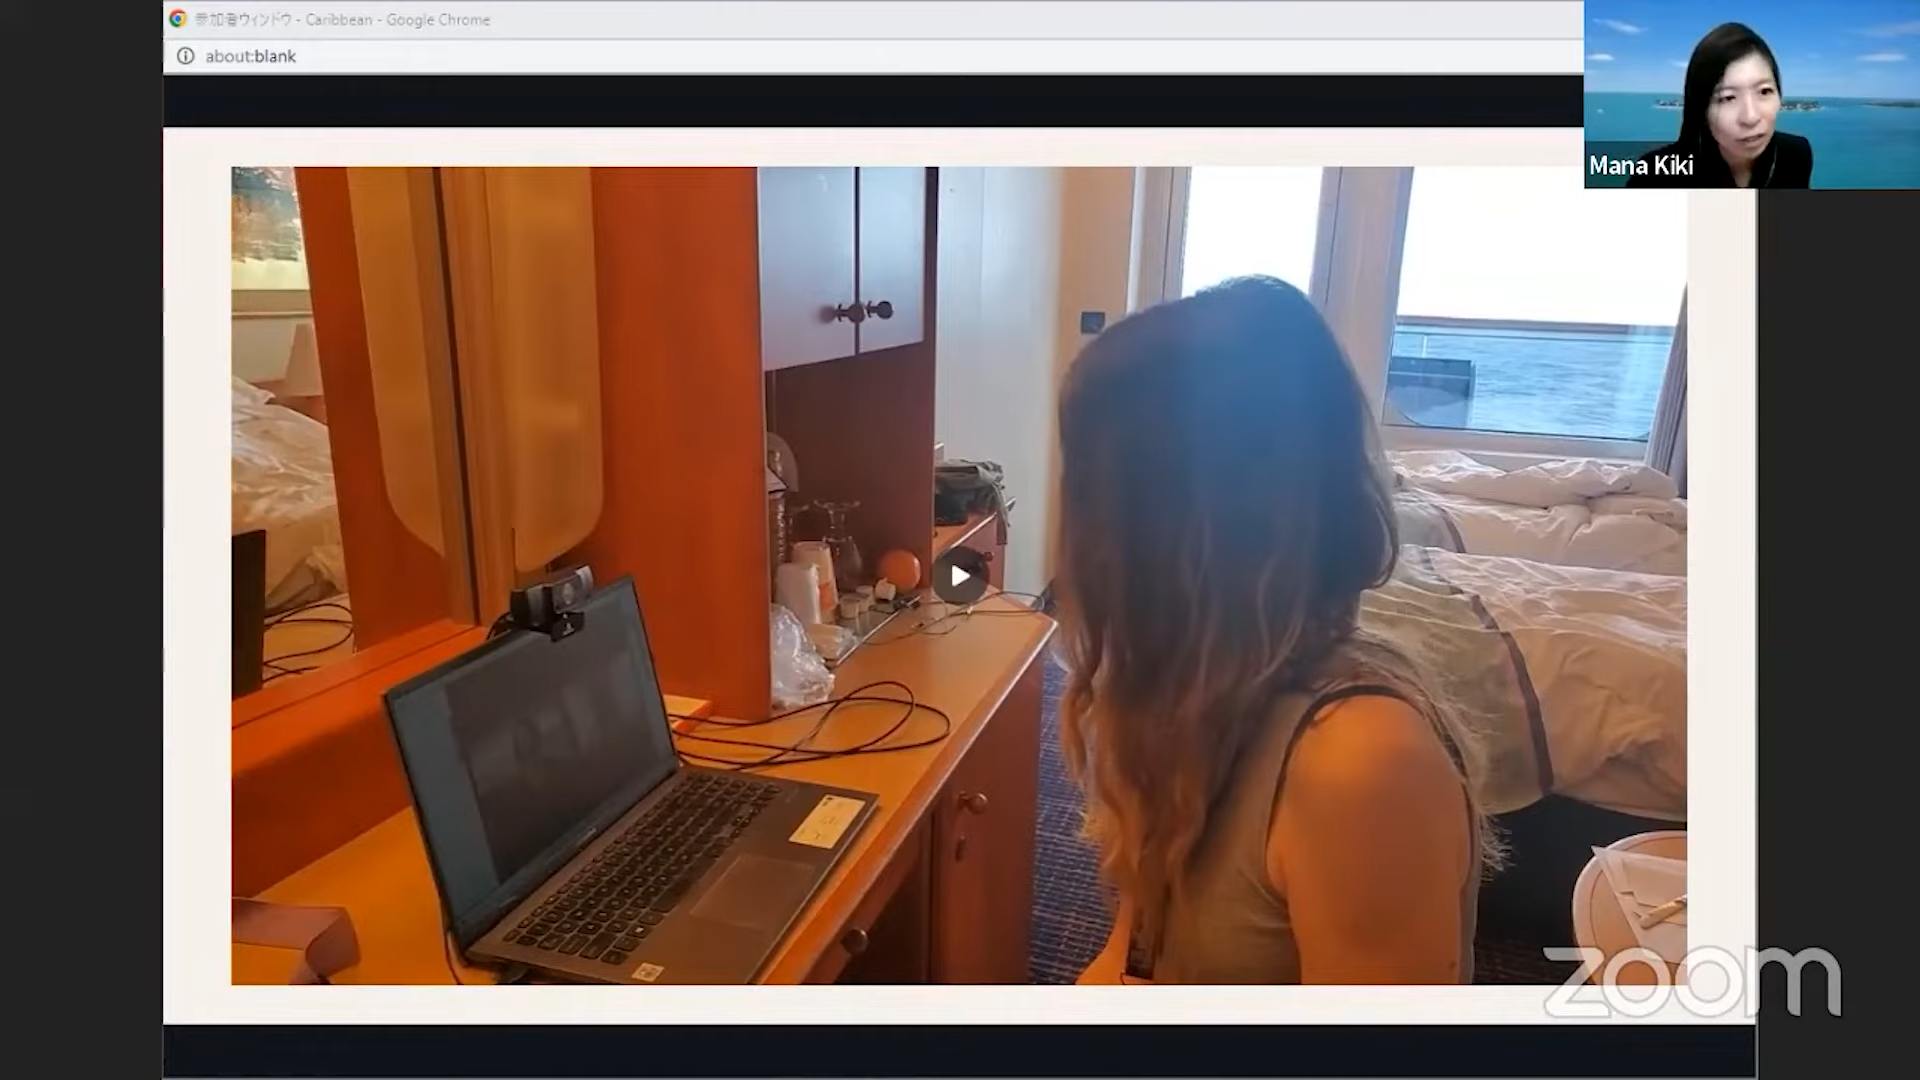 参加者ウィンドウ - Caribbean - Google Chrome
about:blank
Mana Kiki
zoom